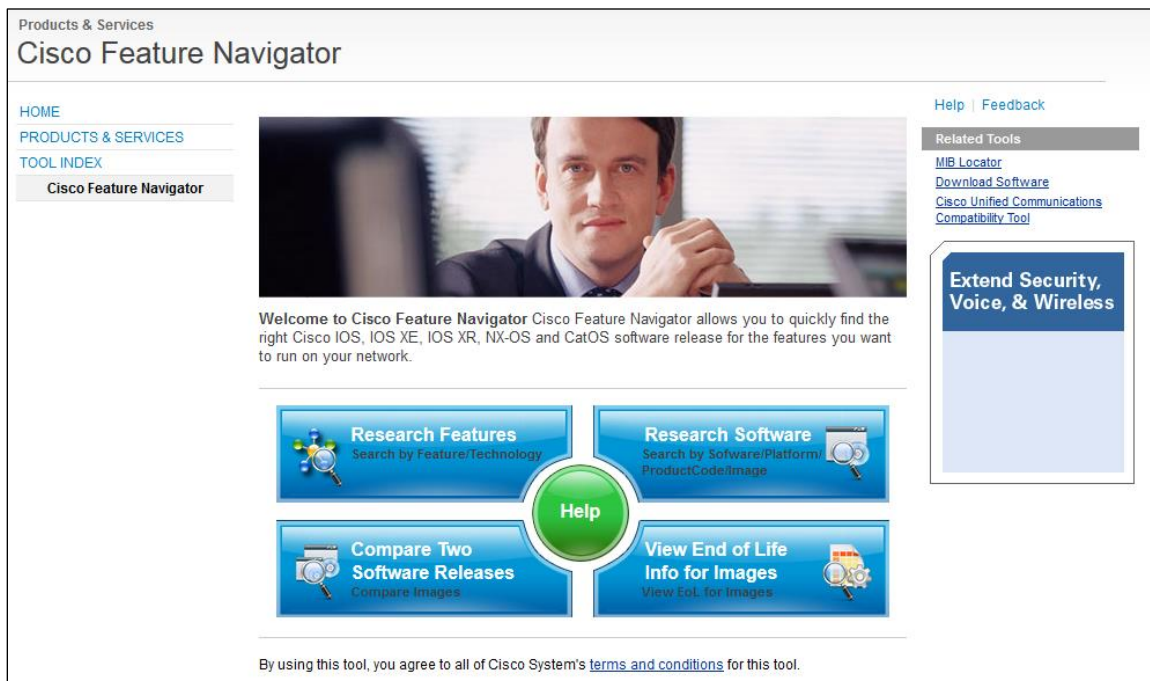 Products & Services
Cisco Feature Navigator
HOME
PRODUCTS & SERVICES
TOOL INDEX
Cisco Feature Navigator
Welcome to Cisco Feature Navigator Cisco Feature Navigator allows you to quickly find the
right Cisco IOS, IOS XE, IOS XR, NX-OS and CatOS software release for the features you want
to run on your network.
Research Features
Search by Feature/Technology
Research Software
Search by Sofware/Platform/
ProductCode/Image
Help
Compare Two
Software Releases
Compare Images
View End of Life
Info for Images
View EoL for Images
By using this tool, you agree to all of Cisco System's terms and conditions for this tool.
Help | Feedback
Related Tools
MIB Locator
Download Software
Cisco Unified Communications
Compatibility Tool
Extend Security,
Voice, & Wireless